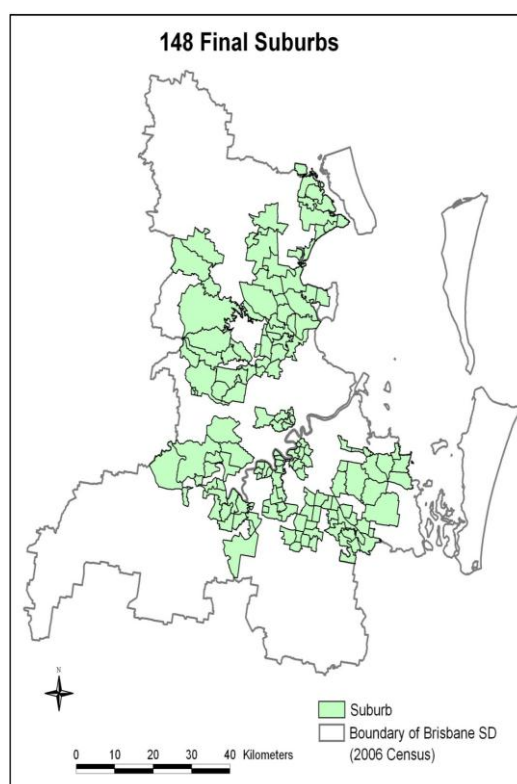 148 Final Suburbs
N
Suburb
Boundary of Brisbane SD
(2006 Census)
0 10 20 30 40 Kilometers